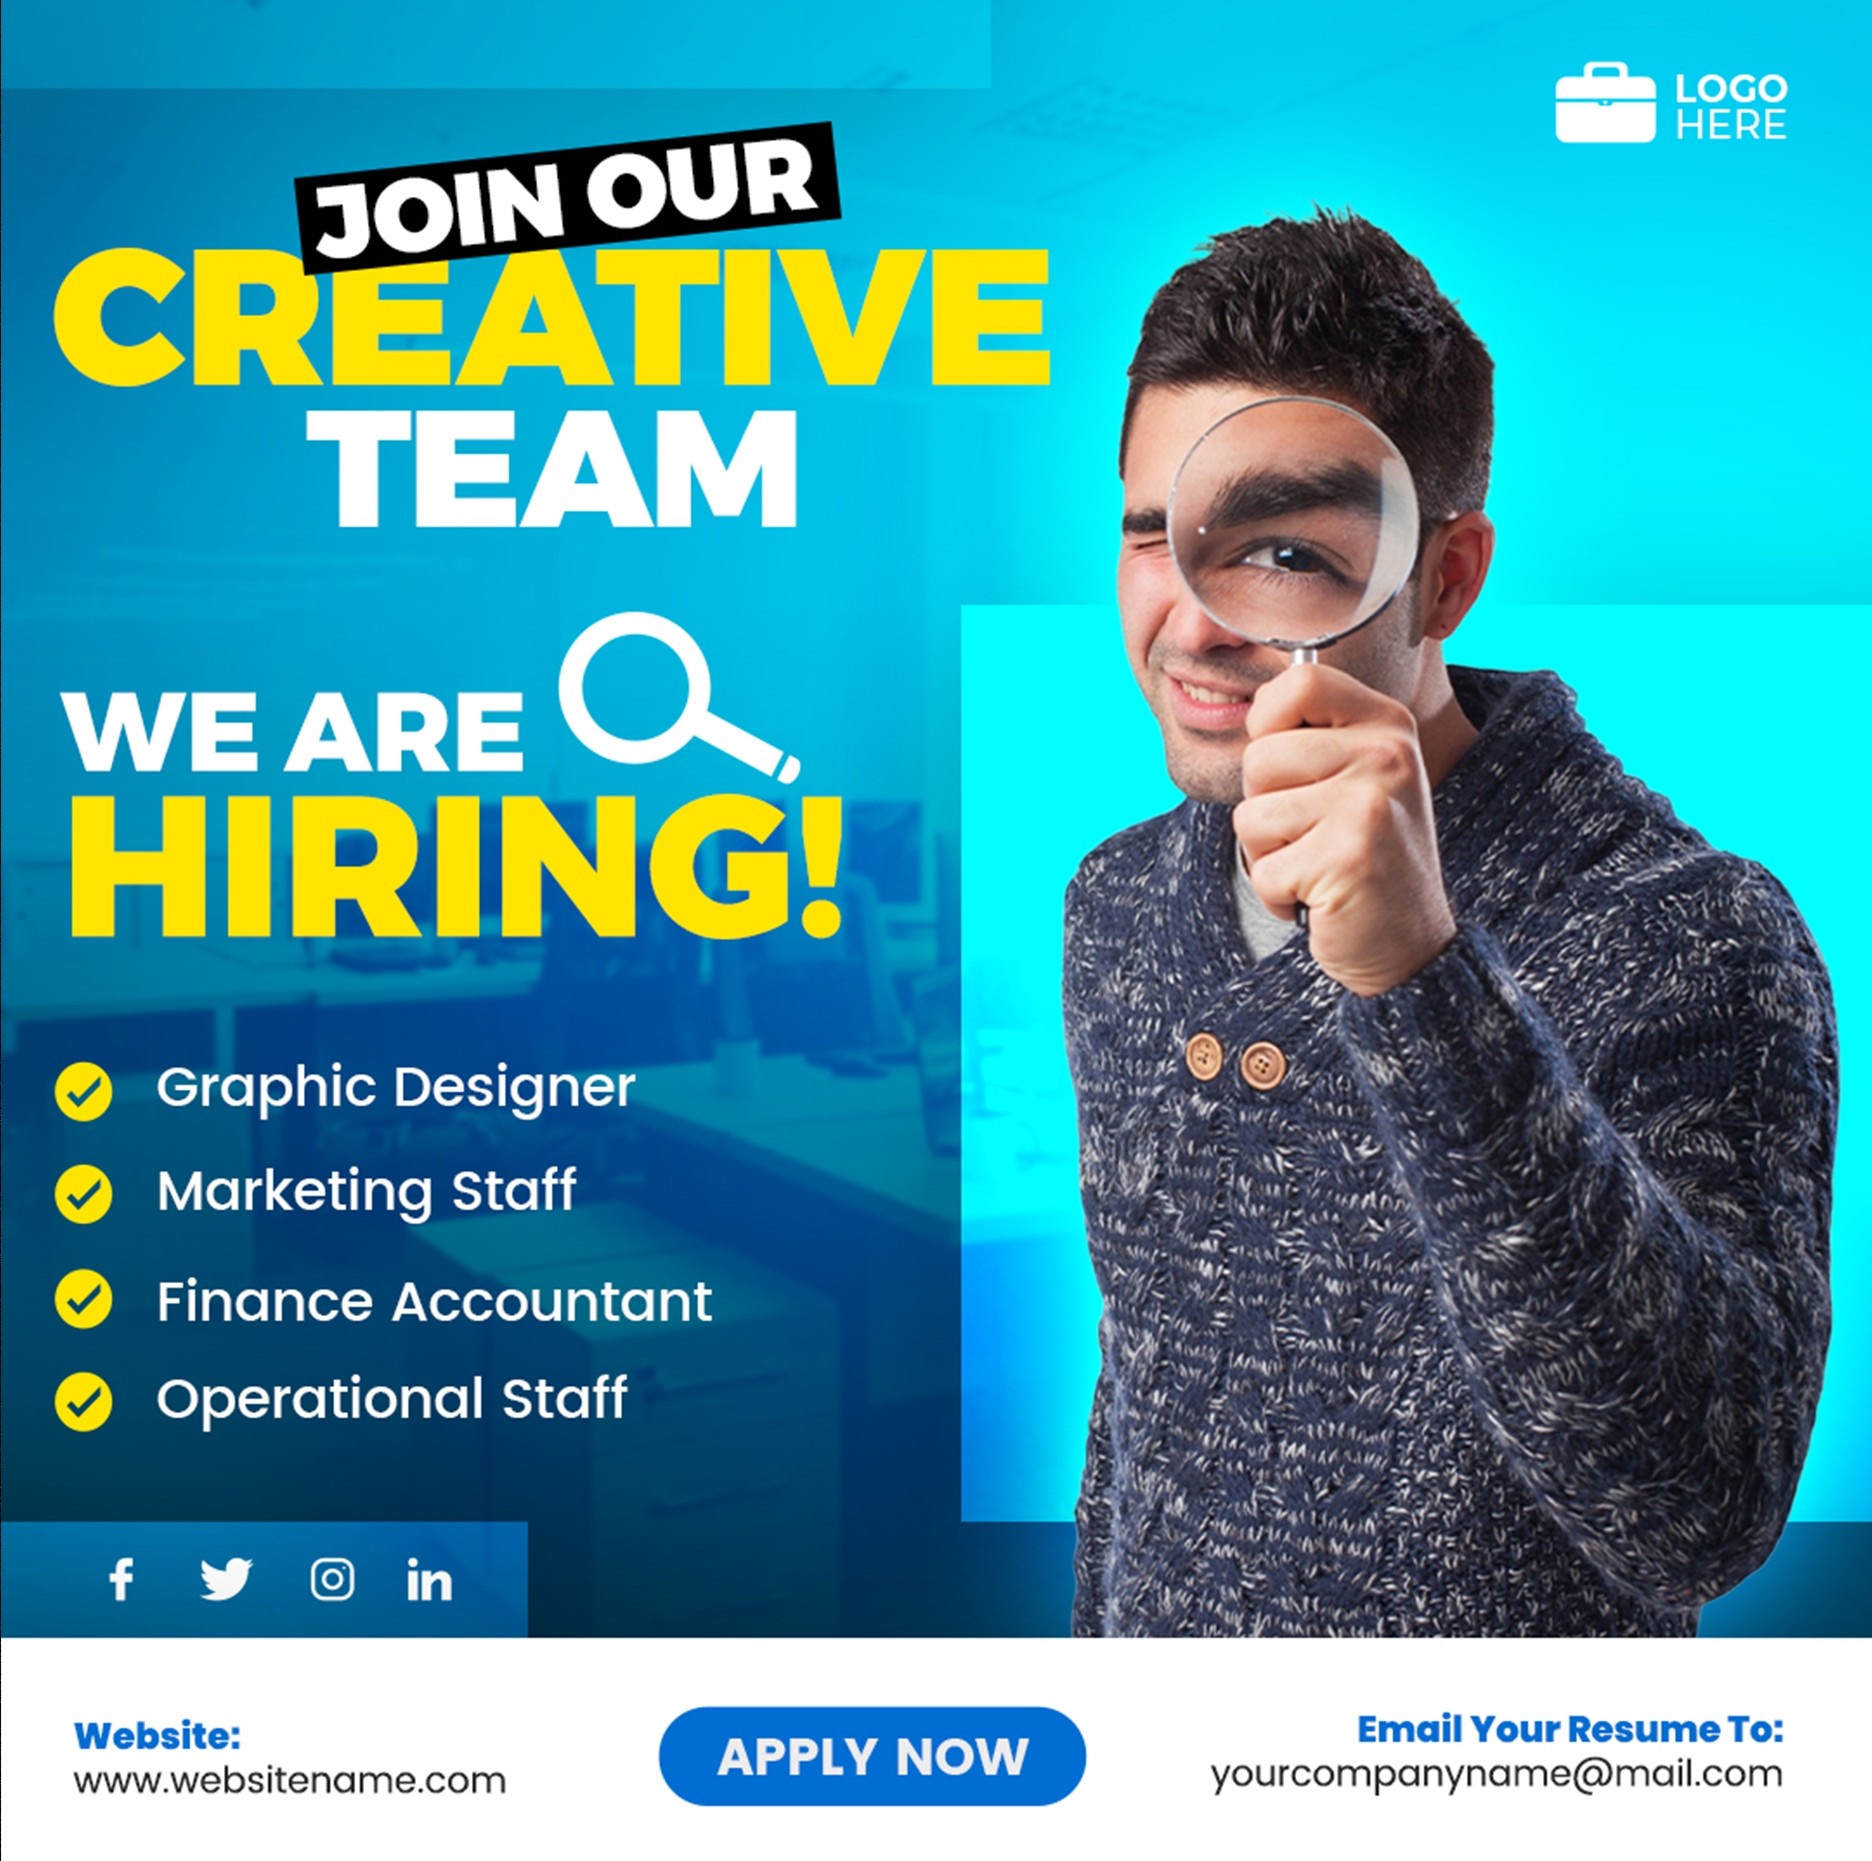 LOGO
HERE
JOIN OUR
CREATIVE
TEAM
WE ARE
HIRING!
Graphic Designer
Marketing Staff
Finance Accountant
Operational Staff
Website:
www.websitename.com
APPLY NOW
Email Your Resume To:
yourcompanyname@mail.com